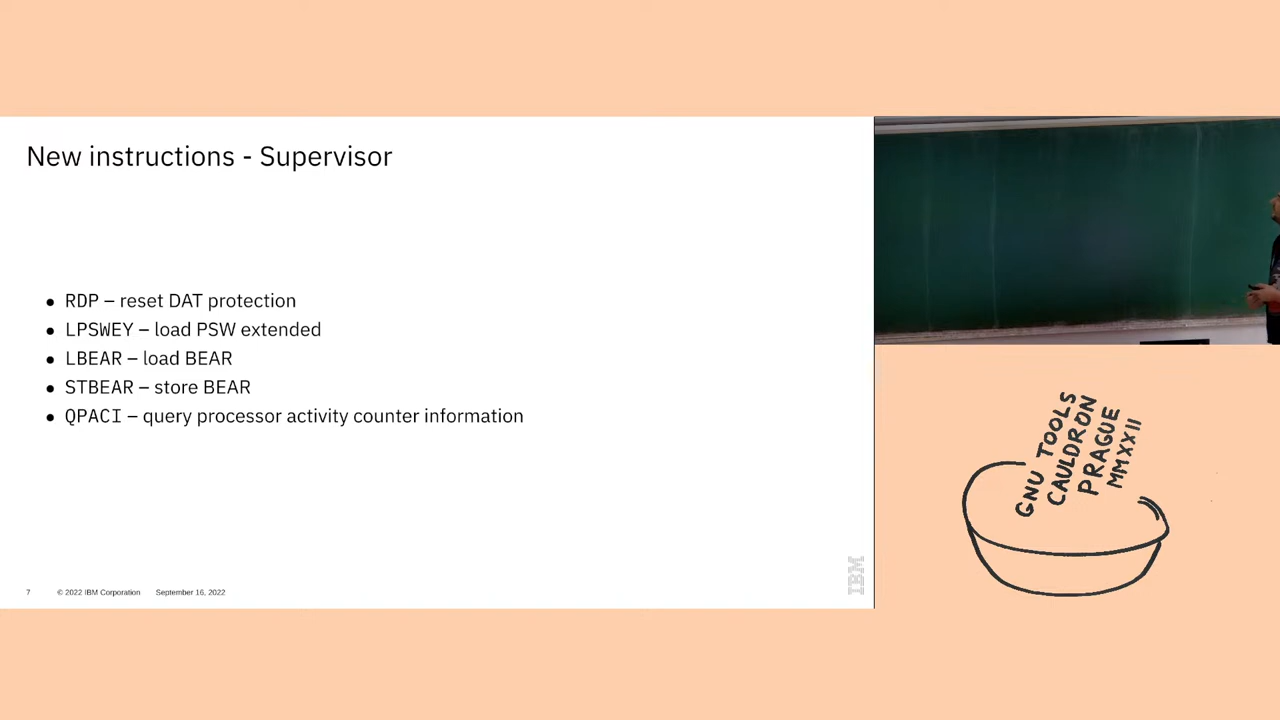 New instructions - Supervisor
● RDP – reset DAT protection
● LPSWEY – load PSW extended
● LBEAR – load BEAR
● STBEAR – store BEAR
● QPACI – query processor activity counter information
7 © 2022 IBM Corporation September 16, 2022
IBM
GNU TOOLS
CAULDRON
PRAGUE
MMXXII